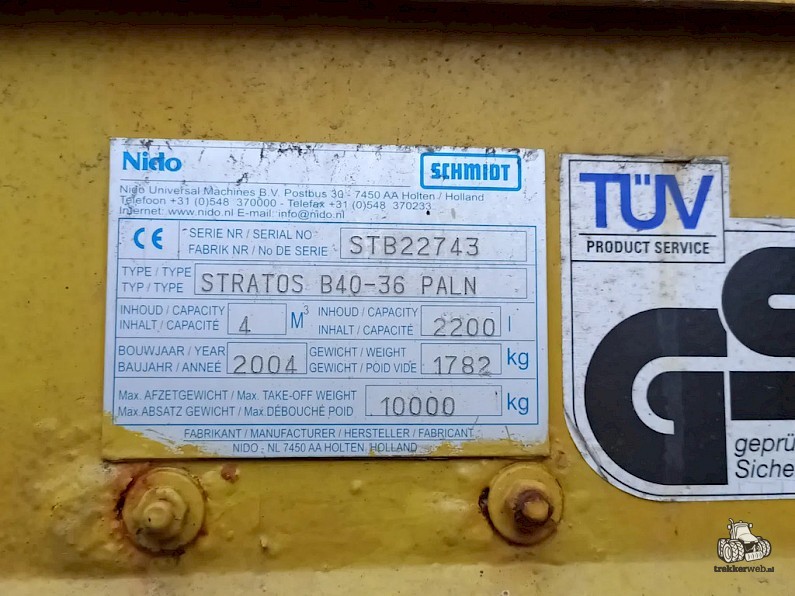 Nido SCHMIDT
Nido Universal Machines B.V. Postbus 39 - 7450 AA Holten / Holland
Telefoon +31 (0)548 370000 - Telefax +31 (0)548 370233
Internet: www.nido.nl E-mail: info@nido.nl
CE
SERIE NR / SERIAL NO
FABRIK NR / No DE SERIE
STB22743
TYPE / TYPE
TYP / TYPE
STRATOS B40-36 PALN
INHOUD / CAPACITY
INHALT / CAPACITÉ
4 M³
INHOUD / CAPACITY
INHALT / CAPACITÉ
2200 l
BOUWJAAR / YEAR
BAUJAHR / ANNEÉ
2004
GEWICHT / WEIGHT
GEWICHT / PÖID VIDE
1782 kg
Max. AFZETGEWICHT / Max. TAKE-OFF WEIGHT
Max. ABSATZ GEWICHT / Max DÉBOUCHÉ POID
10000 kg
FABRIKANT / MANUFACTURER / HERSTELLER / FABRICANT
NIDO - NL 7450 AA HOLTEN HOLLAND
TÜV
PRODUCT SERVICE
GS
geprü
Siche
trekkerweb.nl